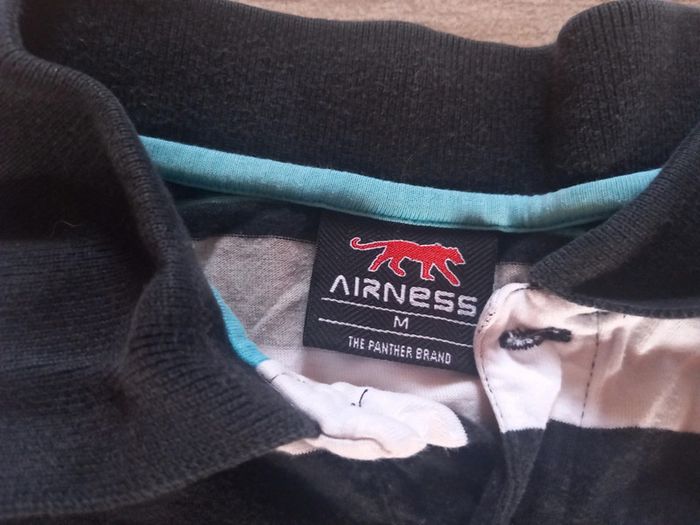 AIRNESS
M
THE PANTHER BRAND